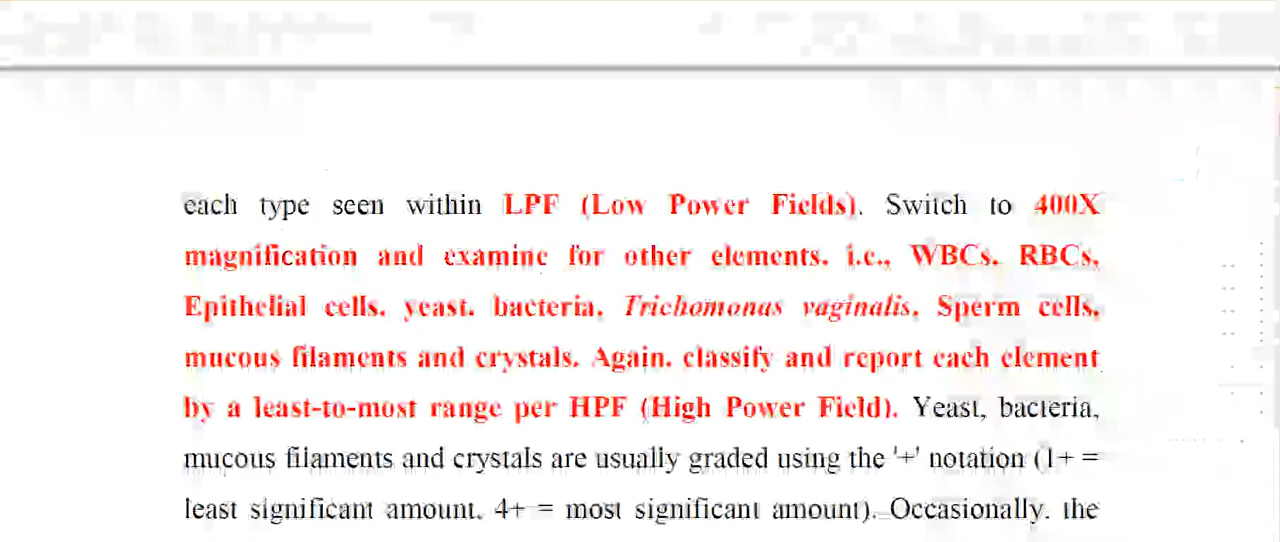 each type seen within LPF (Low Power Fields). Switch to 400X
magnification and examine for other elements. i.e., WBCs. RBCs,
Epithelial cells. yeast. bacteria, Trichomonas vaginalis, Sperm cells,
mucous filaments and crystals. Again. classify and report each element
by a least-to-most range per HPF (High Power Field). Yeast, bacteria,
mucous filaments and crystals are usually graded using the '+' notation (1+ =
least significant amount, 4+ = most significant amount). Occasionally. the